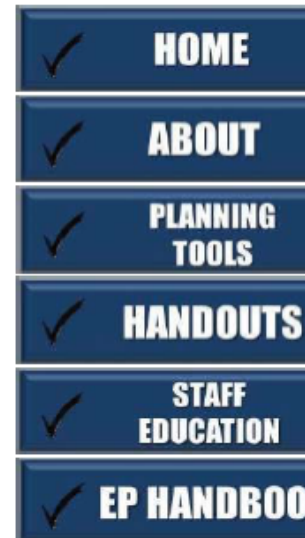 HOME
ABOUT
PLANNING
TOOLS
HANDOUTS
STAFF
EDUCATION
EP HANDBOO